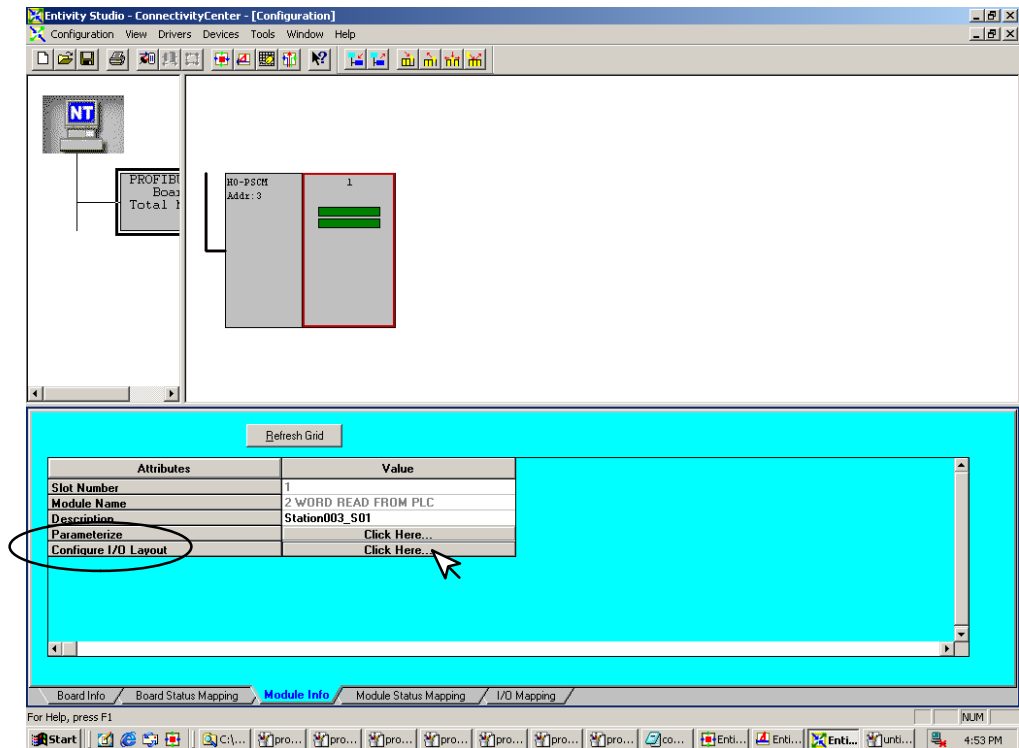 Entivity Studio - ConnectivityCenter - [Configuration]
Configuration View Drivers Devices Tools Window Help
NT
PROFIBU
Boar
Total
H0-PSCM
Addr:3
1
Refresh Grid
Attributes Value
Slot Number 1
Module Name 2 WORD READ FROM PLC
Description Station003_S01
Parameterize Click Here...
Configure I/O Layout Click Here...
Board Info Board Status Mapping Module Info Module Status Mapping I/O Mapping
For Help, press F1
NUM
Start C:\... pro... pro... pro... pro... pro... pro... pro... co... Enti... Enti... Enti... unti... 4:53 PM